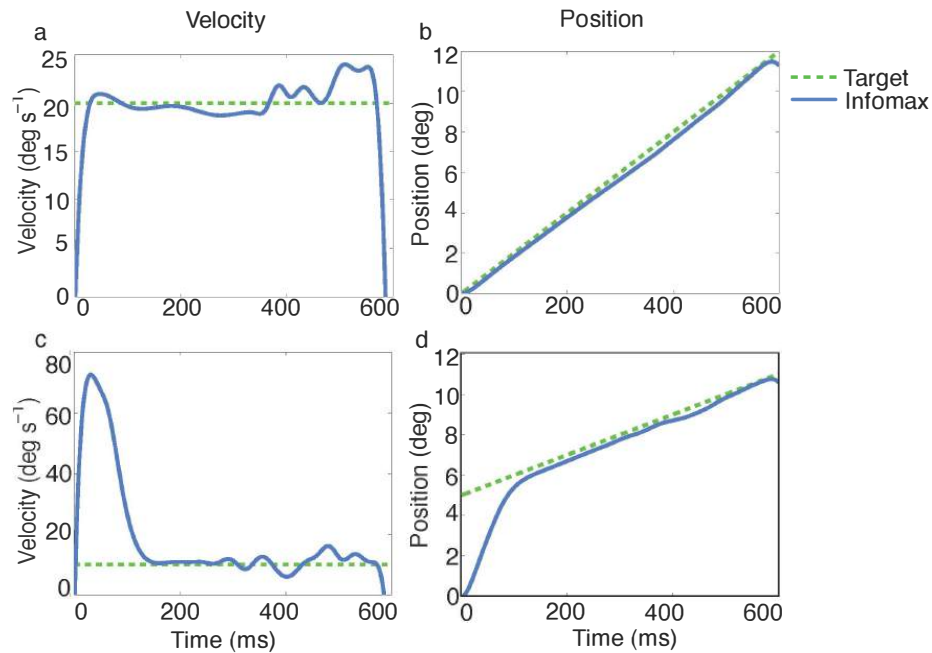 Velocity
Position
a
b
Velocity (deg s⁻¹)
25
20
15
10
5
0
0 200 400 600
Position (deg)
12
10
8
6
4
2
0
0 200 400 600
Target
Infomax
c
d
Velocity (deg s⁻¹)
80
60
40
20
0
0 200 400 600
Time (ms)
Position (deg)
12
10
8
6
4
2
0
0 200 400 600
Time (ms)